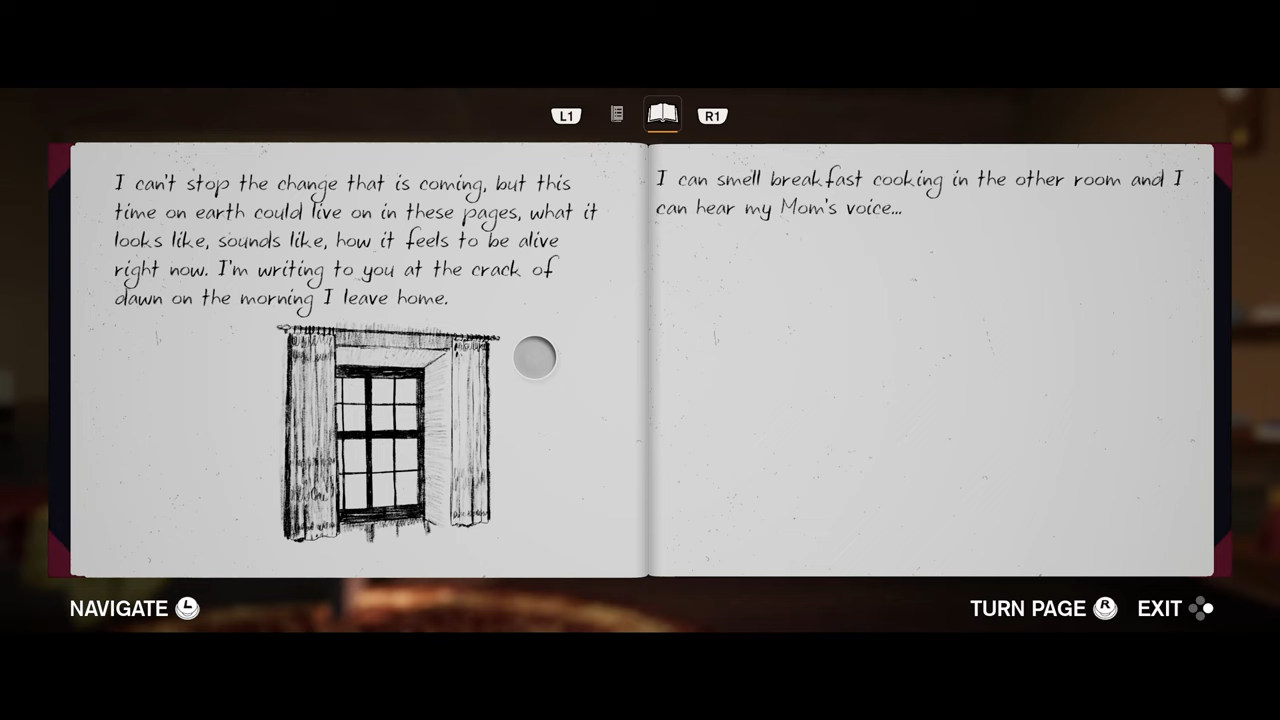 L1
R1
I can't stop the change that is coming, but this
time on earth could live on in these pages, what it
looks like, sounds like, how it feels to be alive
right now. I'm writing to you at the crack of
dawn on the morning I leave home.
I can smell breakfast cooking in the other room and I
can hear my Mom's voice...
NAVIGATE L
TURN PAGE R
EXIT